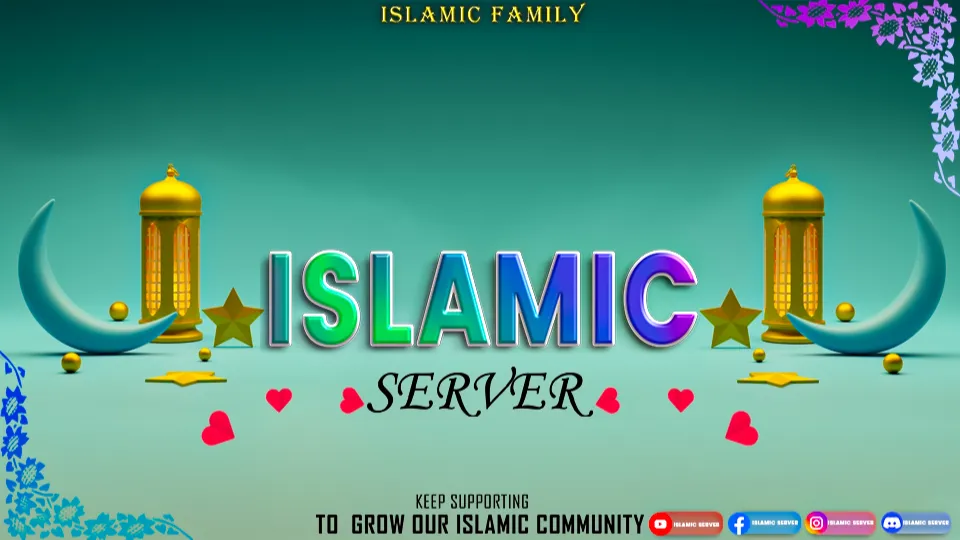 ISLAMIC FAMILY
ISLAMIC
SERVER
KEEP SUPPORTING
TO GROW OUR ISLAMIC COMMUNITY
ISLAMIC SERVER
ISLAMIC SERVER
ISLAMIC SERVER
ISLAMIC SERVER